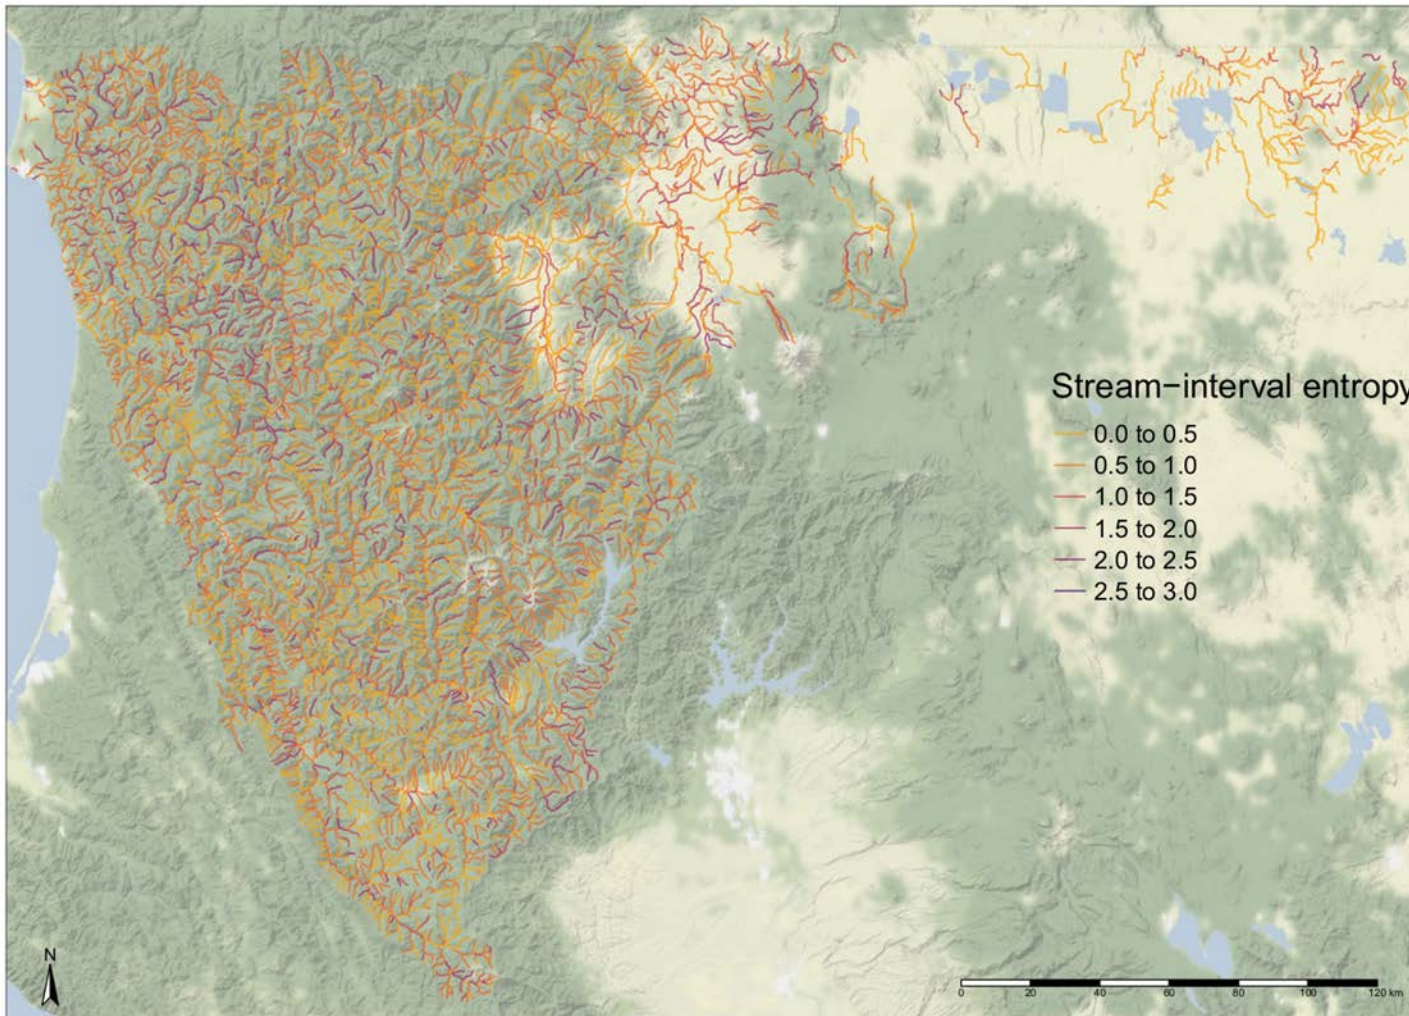 Stream−interval entropy
0.0 to 0.5
0.5 to 1.0
1.0 to 1.5
1.5 to 2.0
2.0 to 2.5
2.5 to 3.0
N
0 20 40 60 80 100 120 km